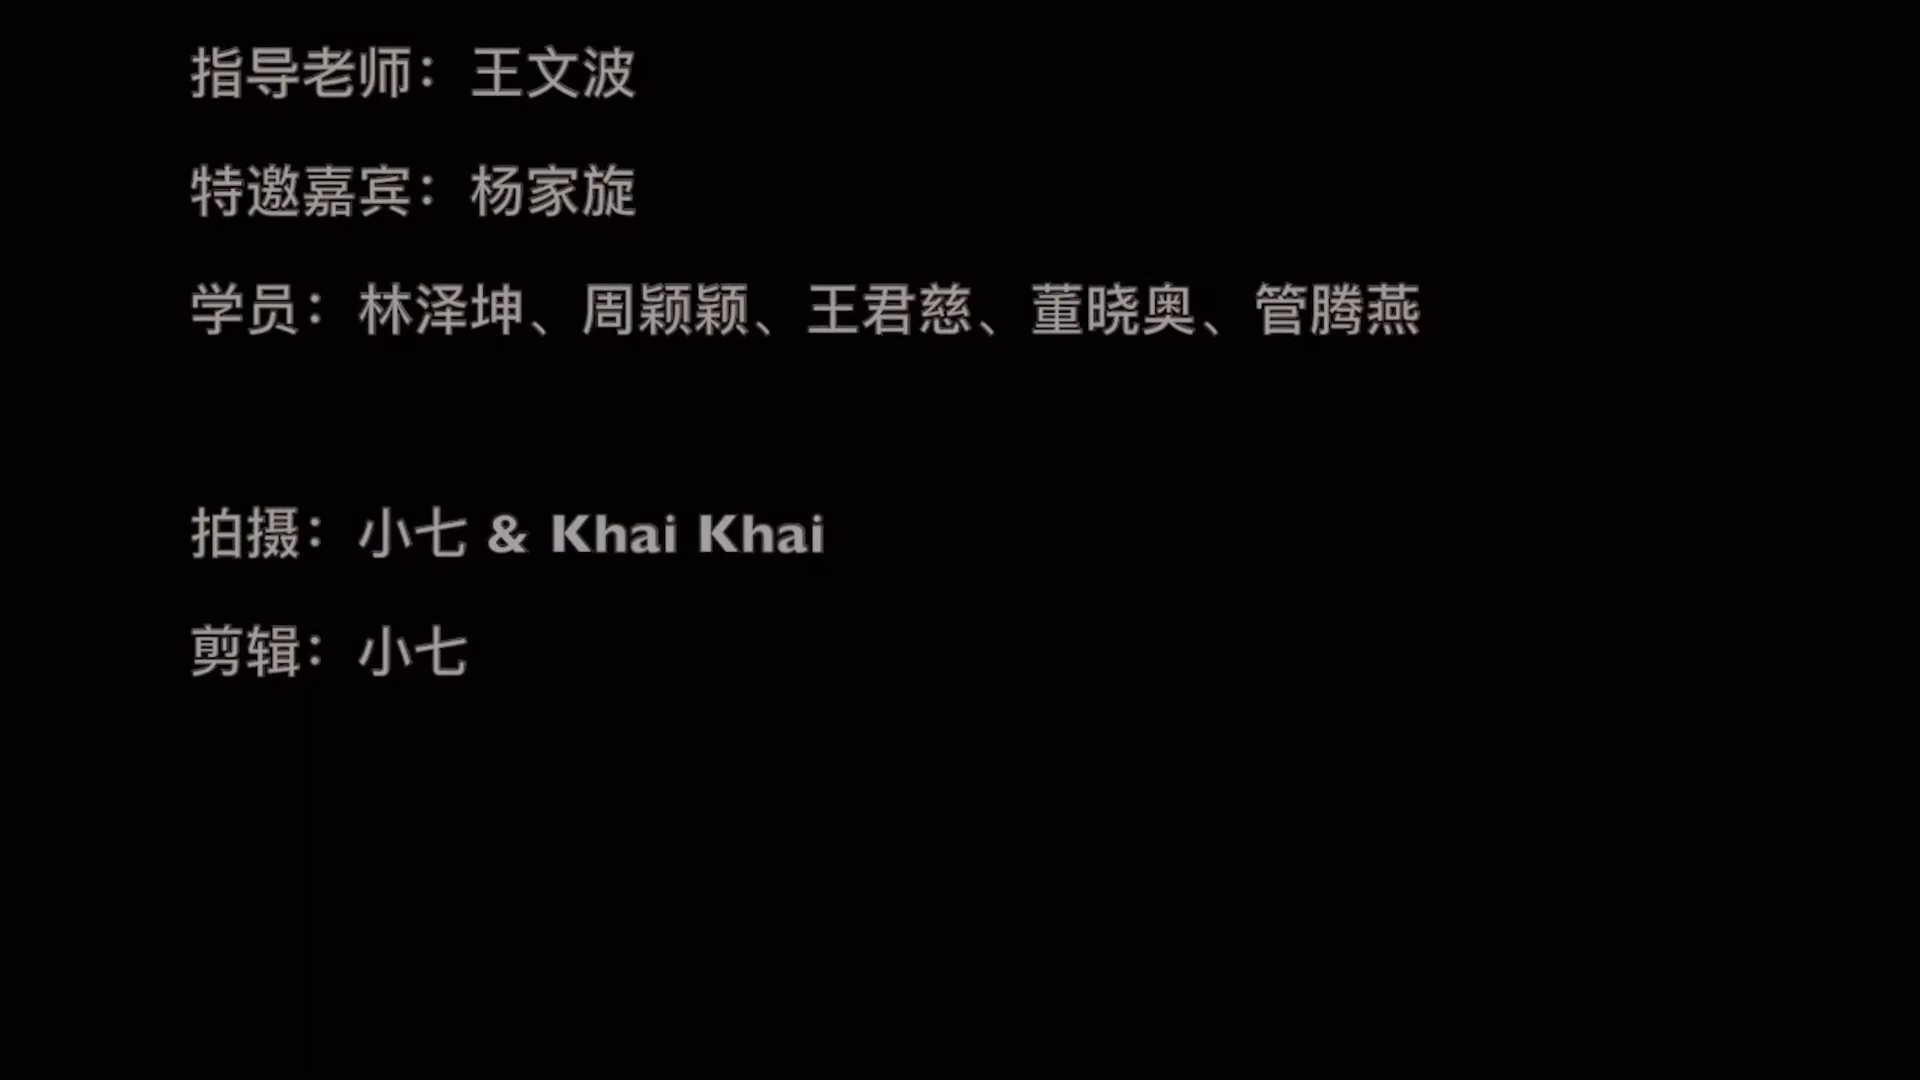 指导老师：王文波
特邀嘉宾：杨家旋
学员：林泽坤、周颖颖、王君慈、董晓奥、管腾燕
拍摄：小七 & Khai Khai
剪辑：小七